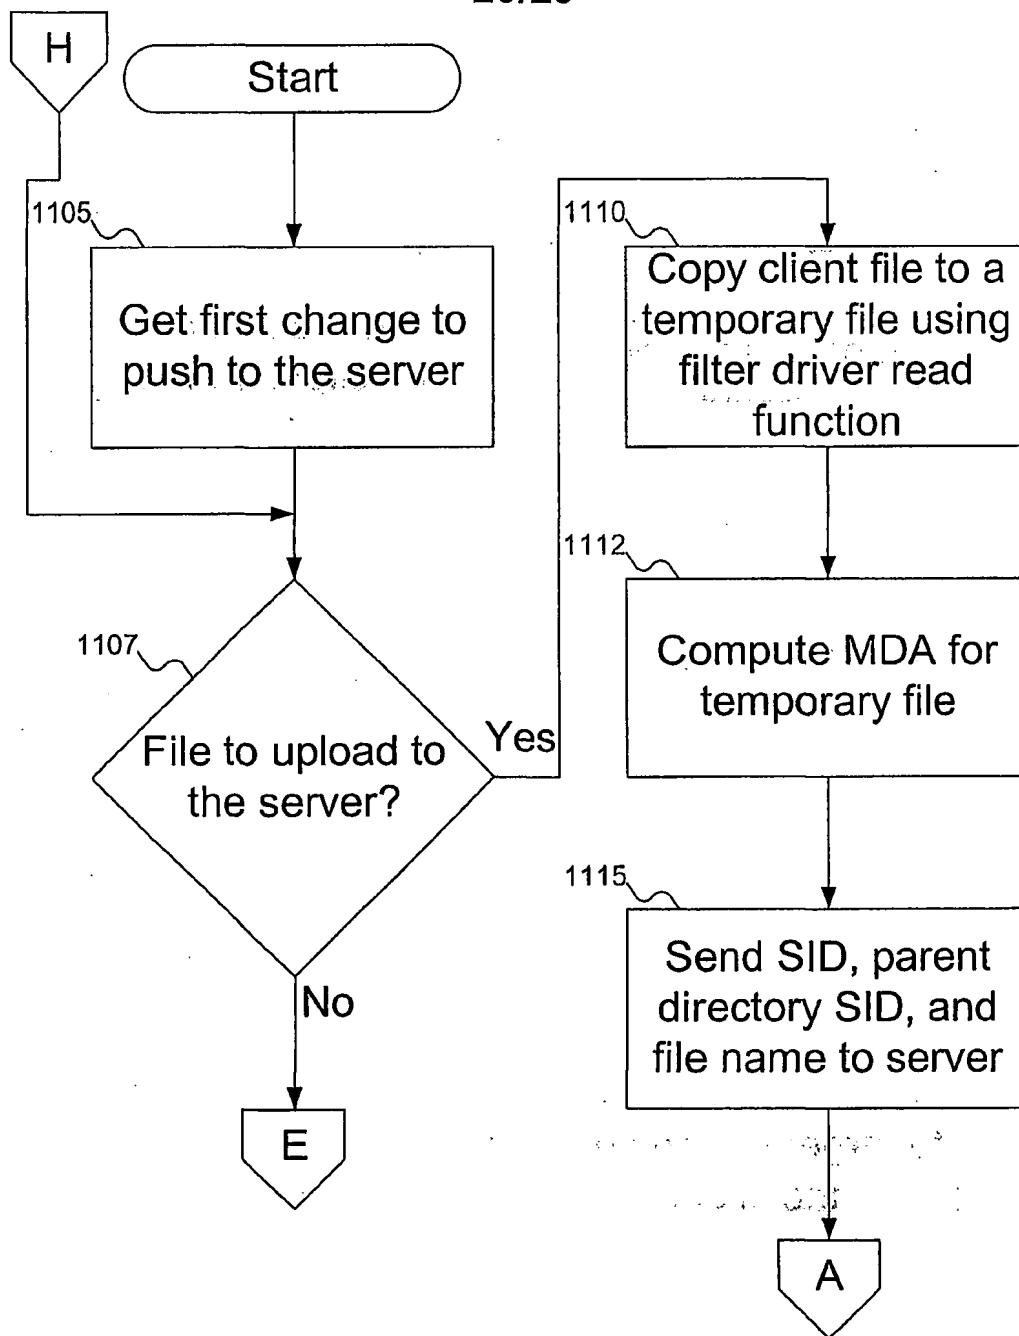 H
Start
1105
Get first change to
push to the server
1107
File to upload to
the server?
Yes
No
E
1110
Copy client file to a
temporary file using
filter driver read
function
1112
Compute MDA for
temporary file
1115
Send SID, parent
directory SID, and
file name to server
A